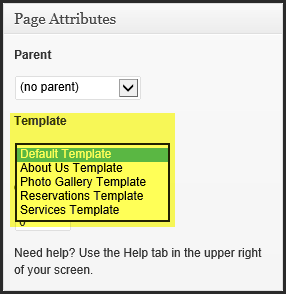 Page Attributes
Parent
(no parent)
Template
Default Template
About Us Template
Photo Gallery Template
Reservations Template
Services Template
Need help? Use the Help tab in the upper right
of your screen.